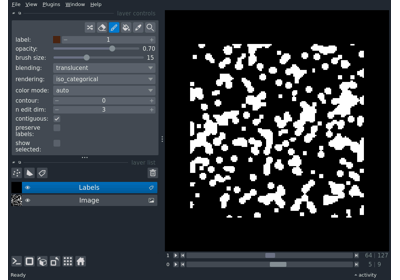 File View Plugins Window Help
layer controls
label: 1
opacity: 0.70
brush size: 15
blending: translucent
rendering: iso_categorical
color mode: auto
contour: 0
n edit dim: 3
contiguous:
preserve
labels:
show
selected:
layer list
Labels
Image
1 64 127
0 5 9
Ready
activity